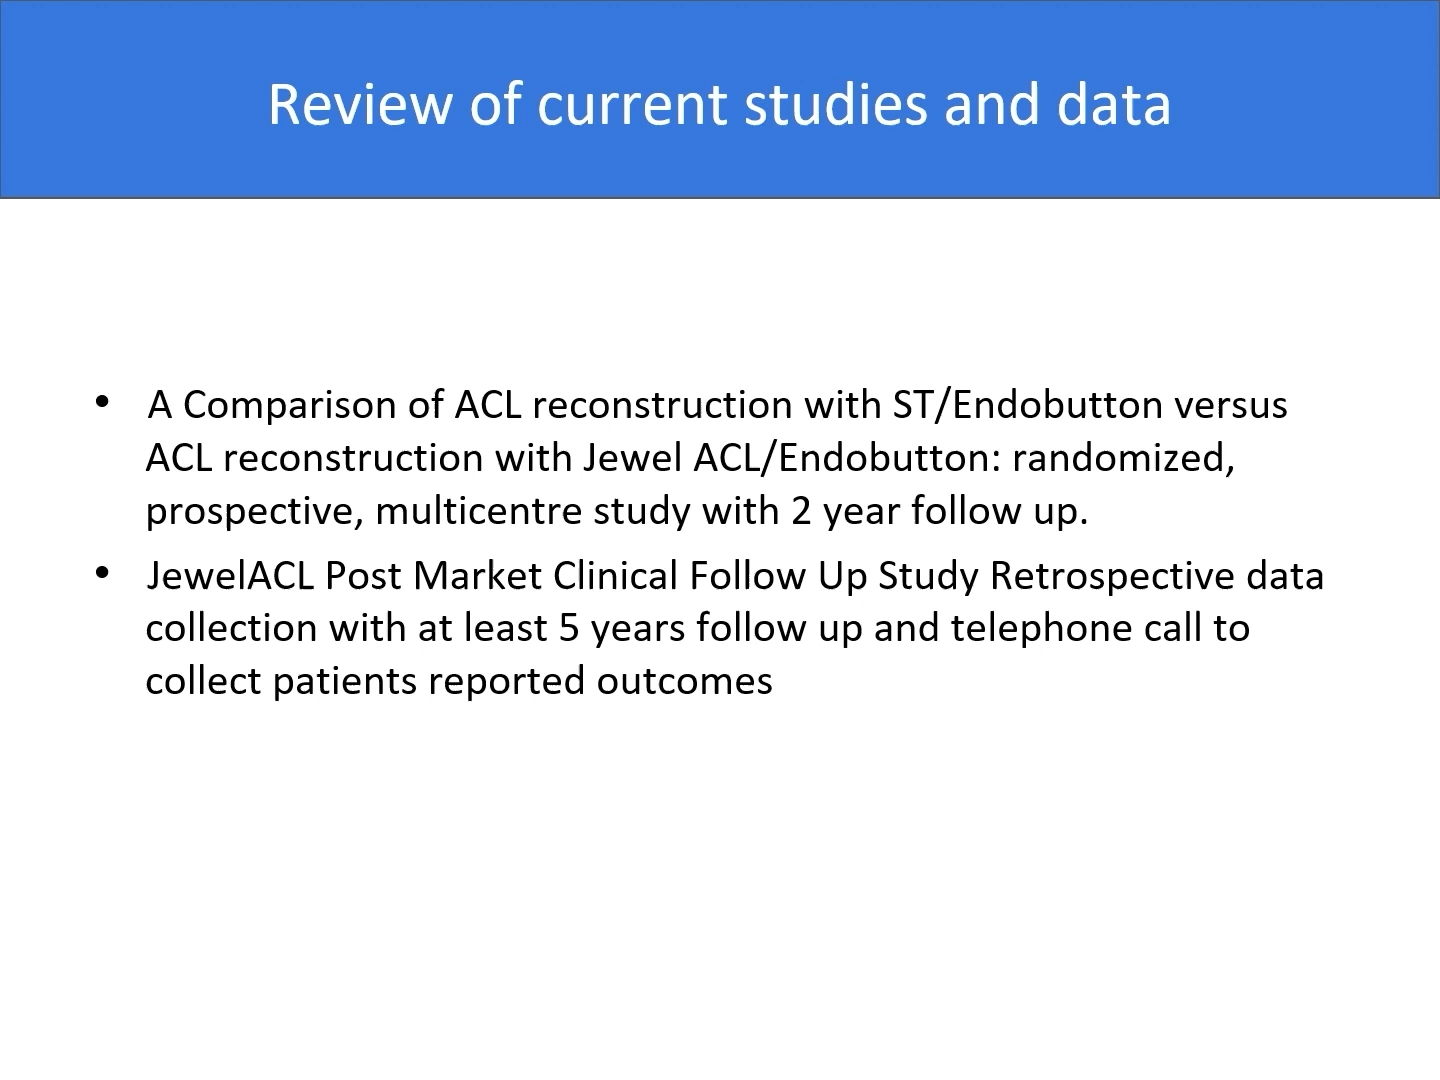 Review of current studies and data
• A Comparison of ACL reconstruction with ST/Endobutton versus
ACL reconstruction with Jewel ACL/Endobutton: randomized,
prospective, multicentre study with 2 year follow up.
• JewelACL Post Market Clinical Follow Up Study Retrospective data
collection with at least 5 years follow up and telephone call to
collect patients reported outcomes